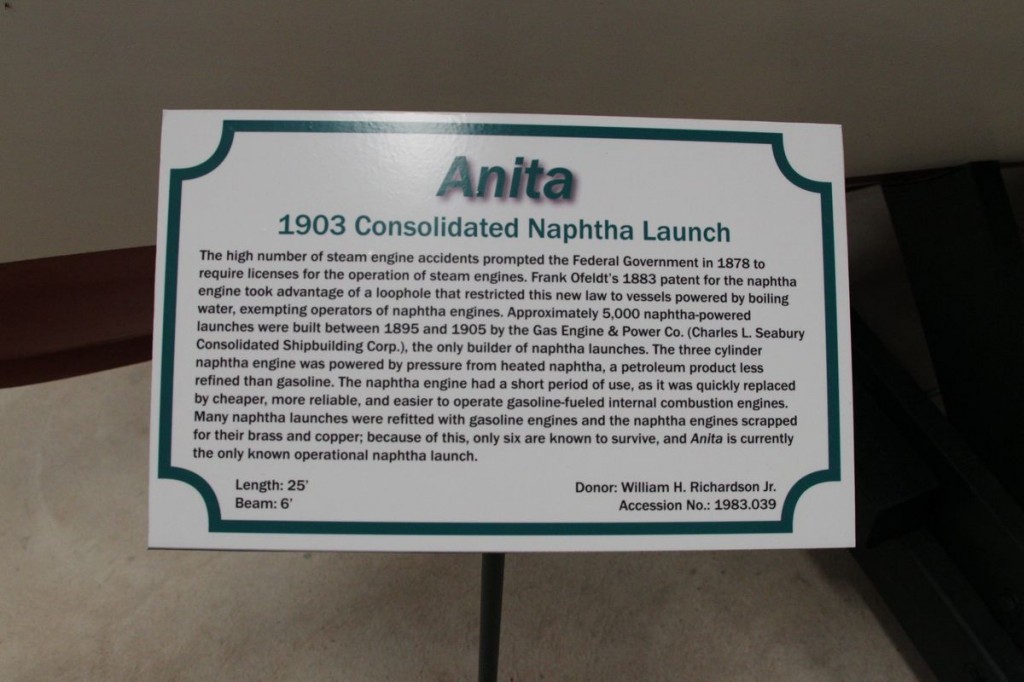 Anita
1903 Consolidated Naphtha Launch
The high number of steam engine accidents prompted the Federal Government in 1878 to
require licenses for the operation of steam engines. Frank Ofeldt's 1883 patent for the naphtha
engine took advantage of a loophole that restricted this new law to vessels powered by boiling
water, exempting operators of naphtha engines. Approximately 5,000 naphtha-powered
launches were built between 1895 and 1905 by the Gas Engine & Power Co. (Charles L. Seabury
Consolidated Shipbuilding Corp.), the only builder of naphtha launches. The three cylinder
naphtha engine was powered by pressure from heated naphtha, a petroleum product less
refined than gasoline. The naphtha engine had a short period of use, as it was quickly replaced
by cheaper, more reliable, and easier to operate gasoline-fueled internal combustion engines.
Many naphtha launches were refitted with gasoline engines and the naphtha engines scrapped
for their brass and copper; because of this, only six are known to survive, and Anita is currently
the only known operational naphtha launch.
Length: 25'
Beam: 6'
Donor: William H. Richardson Jr.
Accession No.: 1983.039